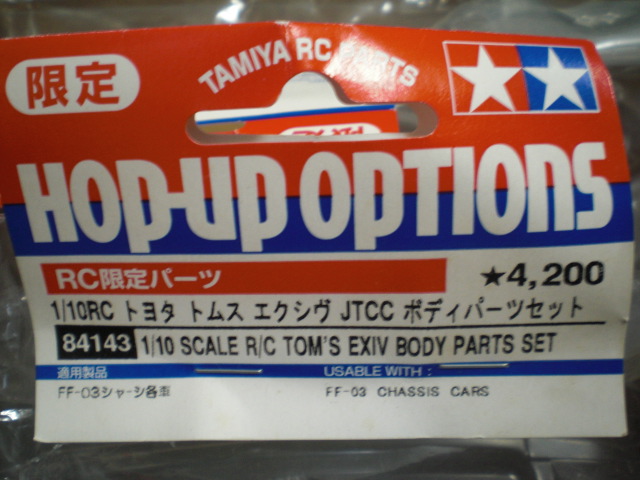 限定
TAMIYA RC PARTS
HOP-UP OPTIONS
RC限定パーツ
★4,200
1/10RC トヨタ トムス エクシヴ JTCC ボディパーツセット
84143 1/10 SCALE R/C TOM'S EXIV BODY PARTS SET
適用製品 USABLE WITH :
FF-03シャーシ各車 FF-03 CHASSIS CARS